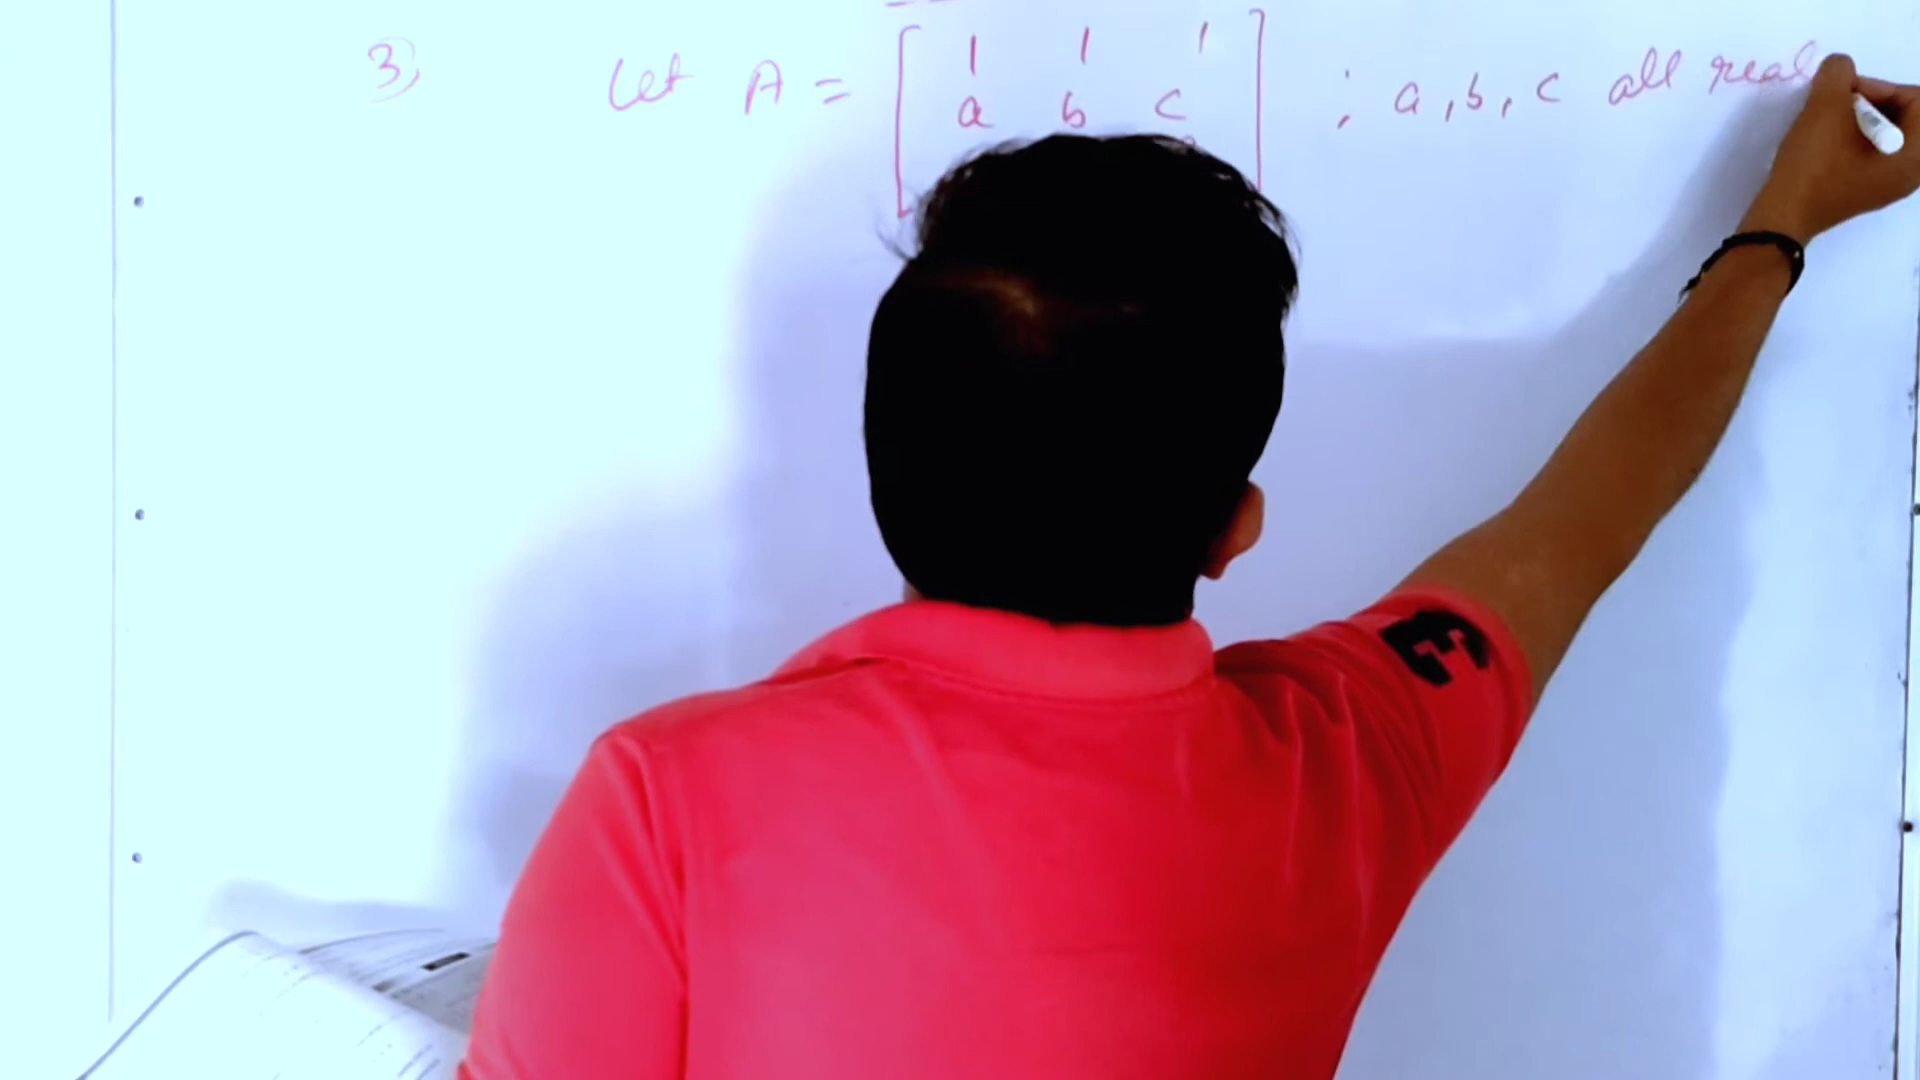 3) Let A = [ 1 1 1 ; a, b, c all real
a b c